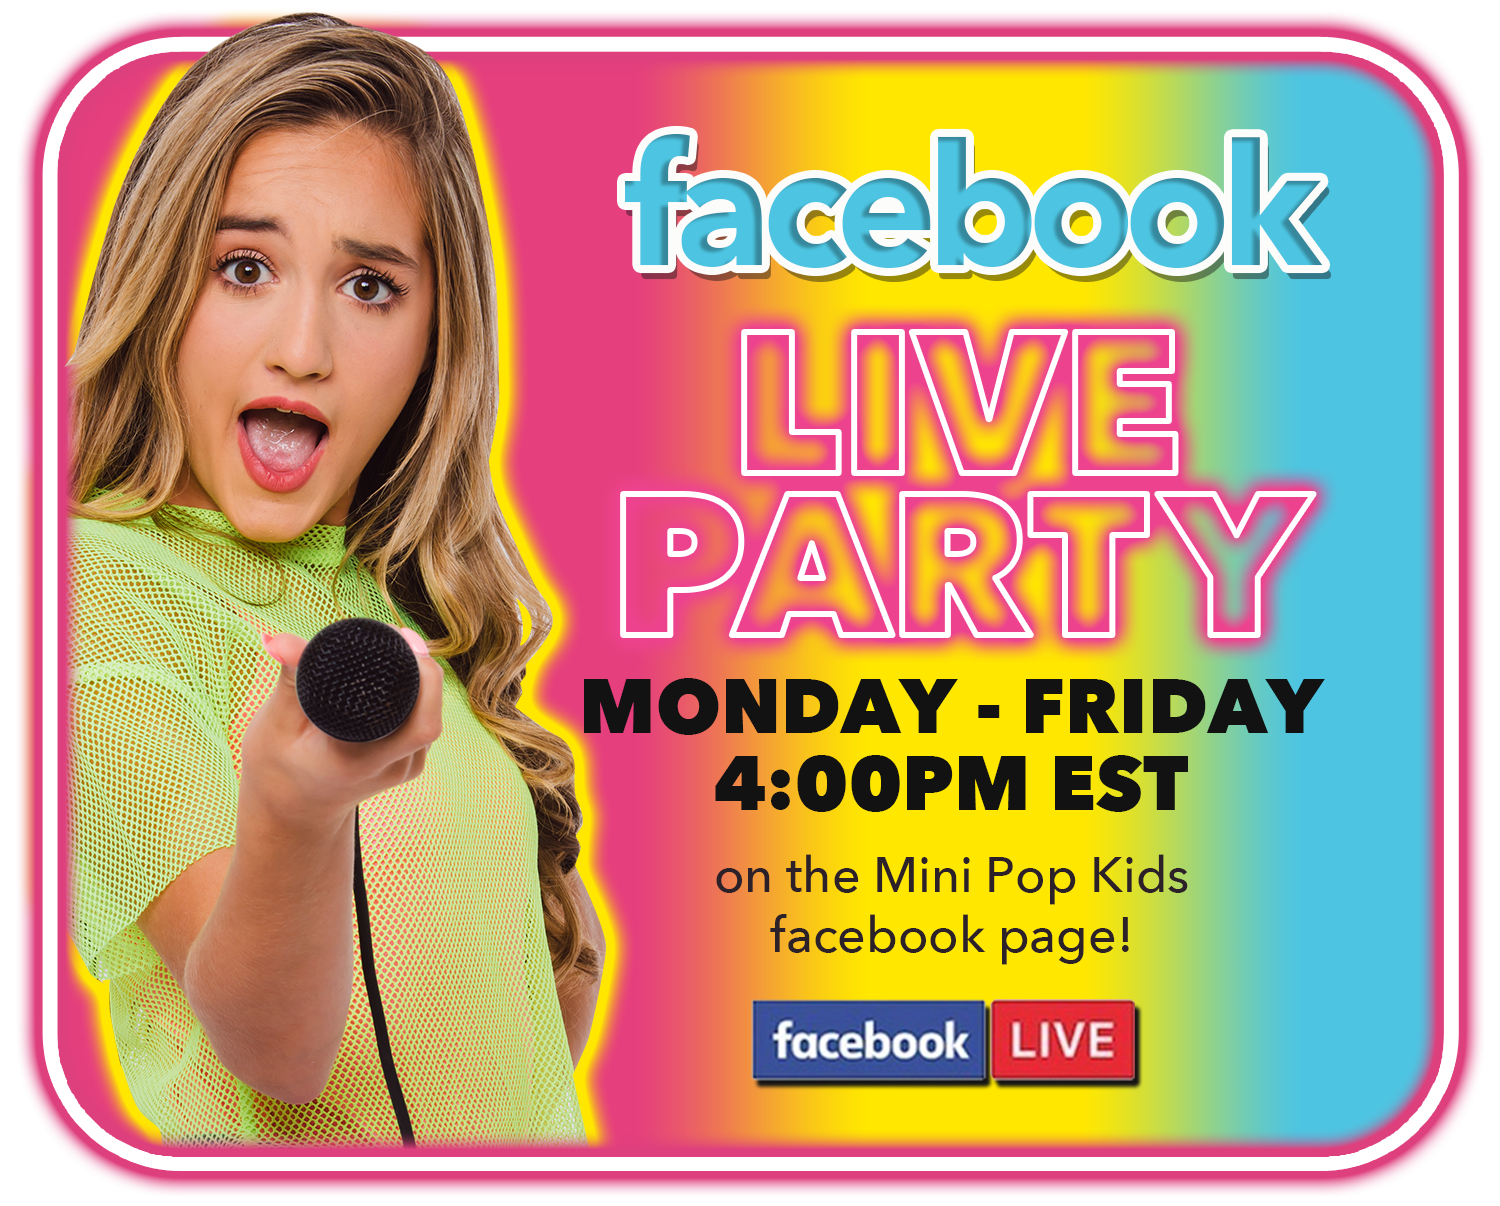 facebook
LIVE
PARTY
MONDAY - FRIDAY
4:00PM EST
on the Mini Pop Kids
facebook page!
facebook LIVE